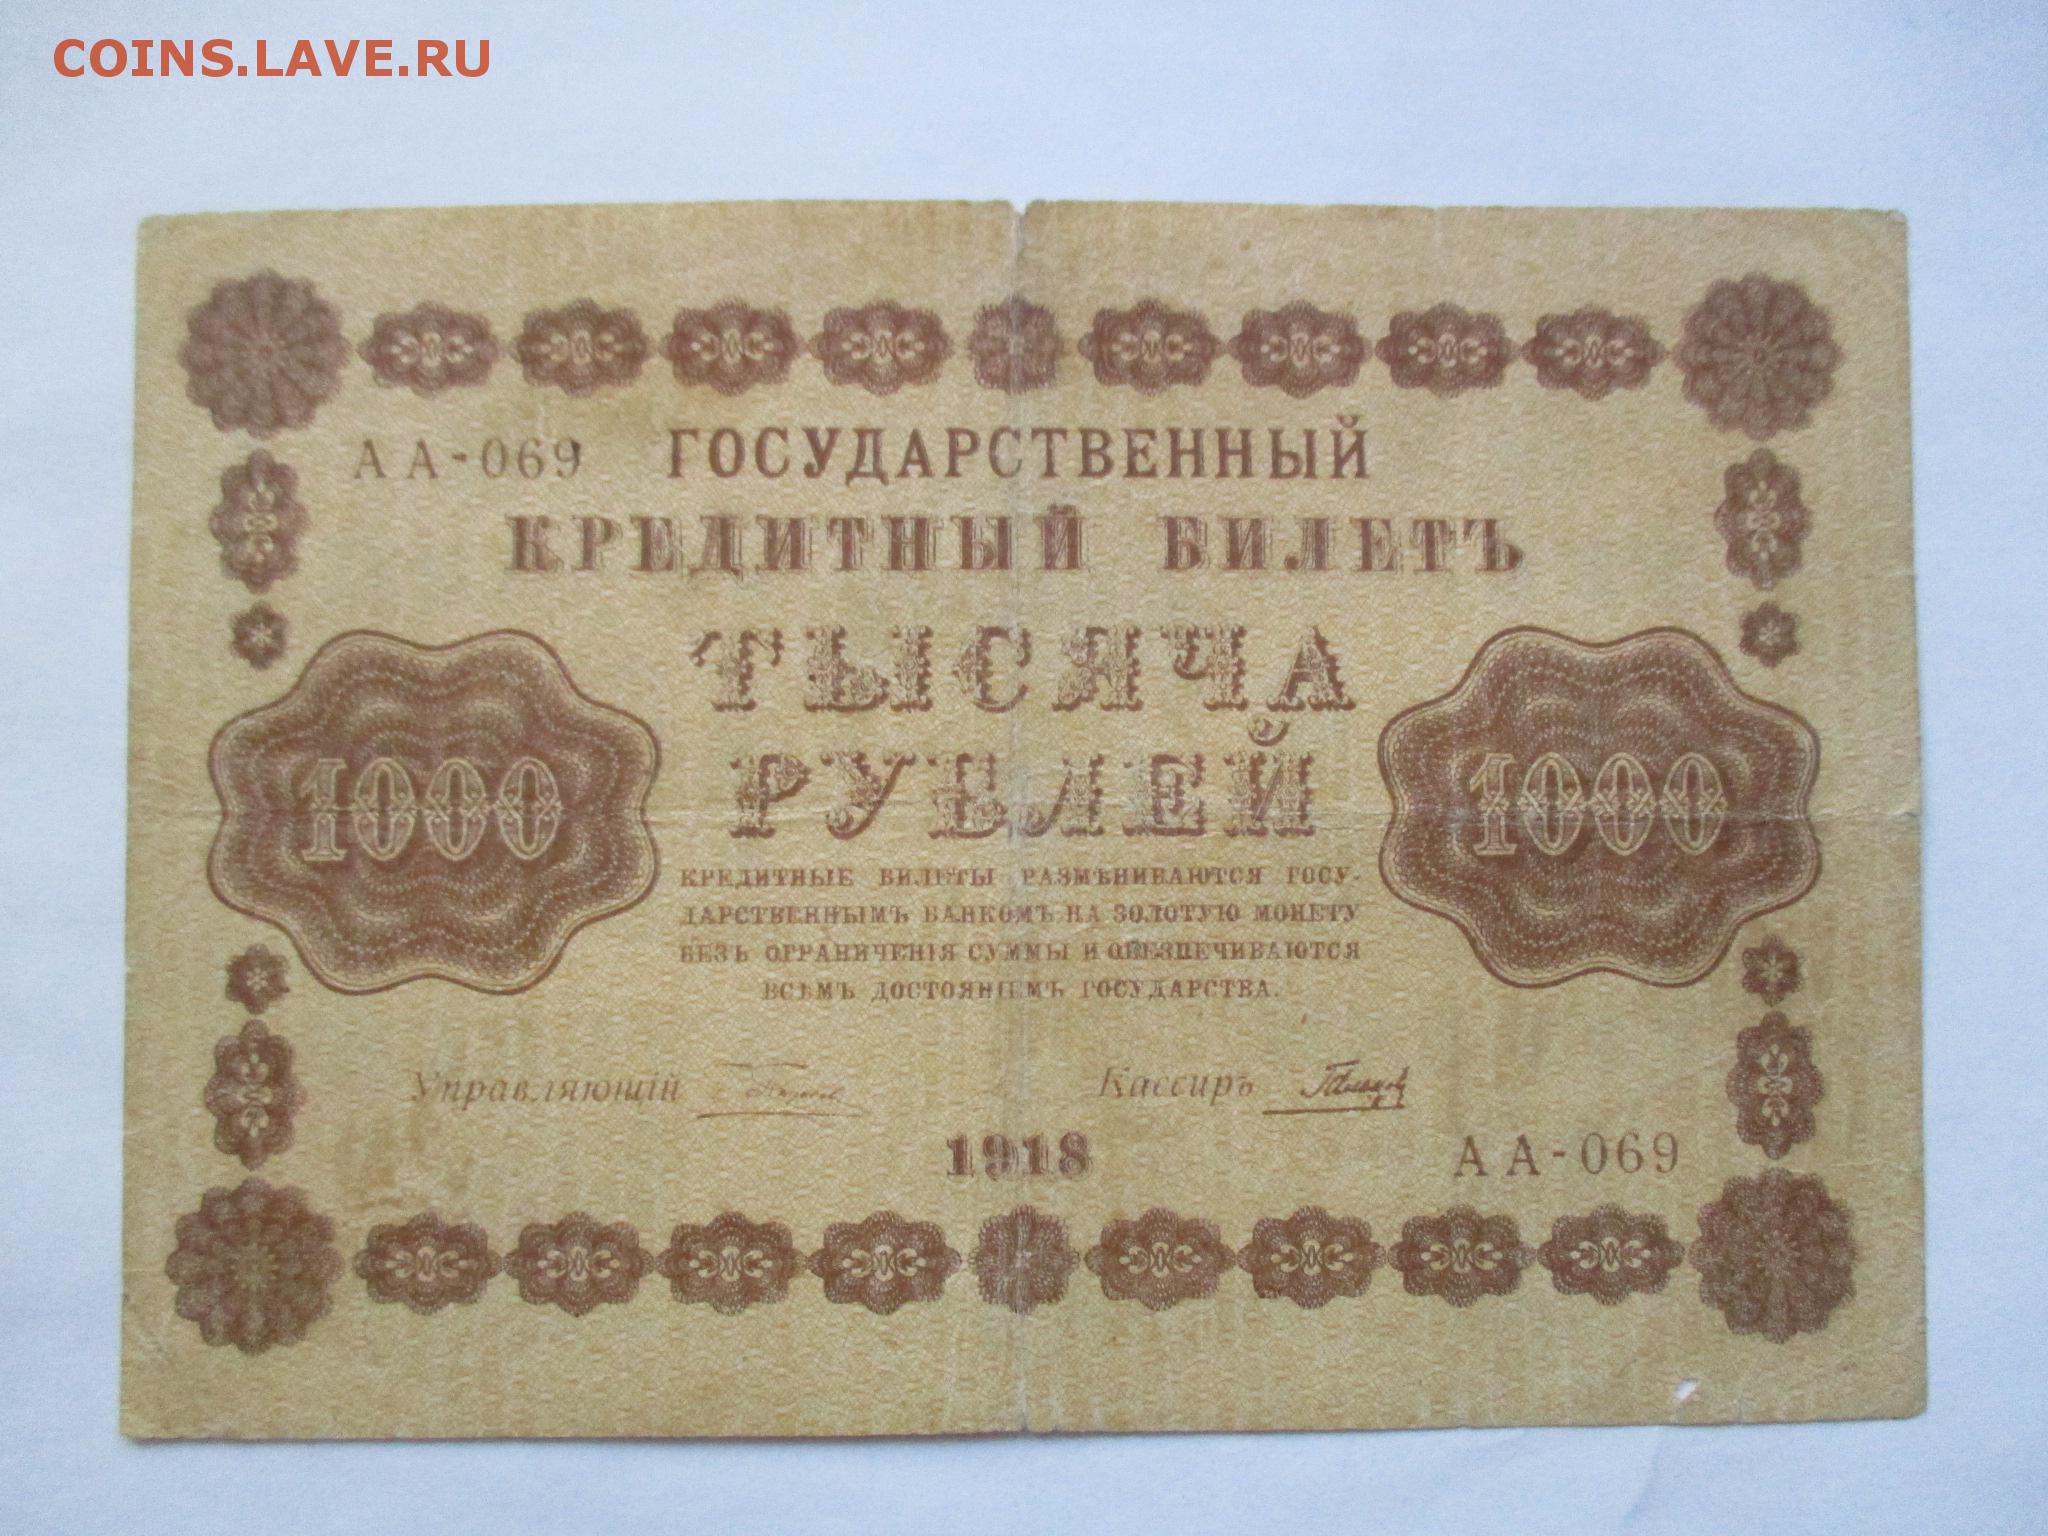 COINS.LAVE.RU
АА-069
ГОСУДАРСТВЕННЫЙ
КРЕДИТНЫЙ БИЛЕТЪ
ТЫСЯЧА
РУБЛЕЙ
1000
1000
КРЕДИТНЫЕ БИЛЕТЫ РАЗМѢНИВАЮТСЯ ГОСУ-
ДАРСТВЕННЫМЪ БАНКОМЪ НА ЗОЛОТУЮ МОНЕТУ
БЕЗЪ ОГРАНИЧЕНІЯ СУММЫ И ОБЕЗПЕЧИВАЮТСЯ
ВСѢМЪ ДОСТОЯНІЕМЪ ГОСУДАРСТВА.
Управляющій
Кассиръ
1918
АА-069